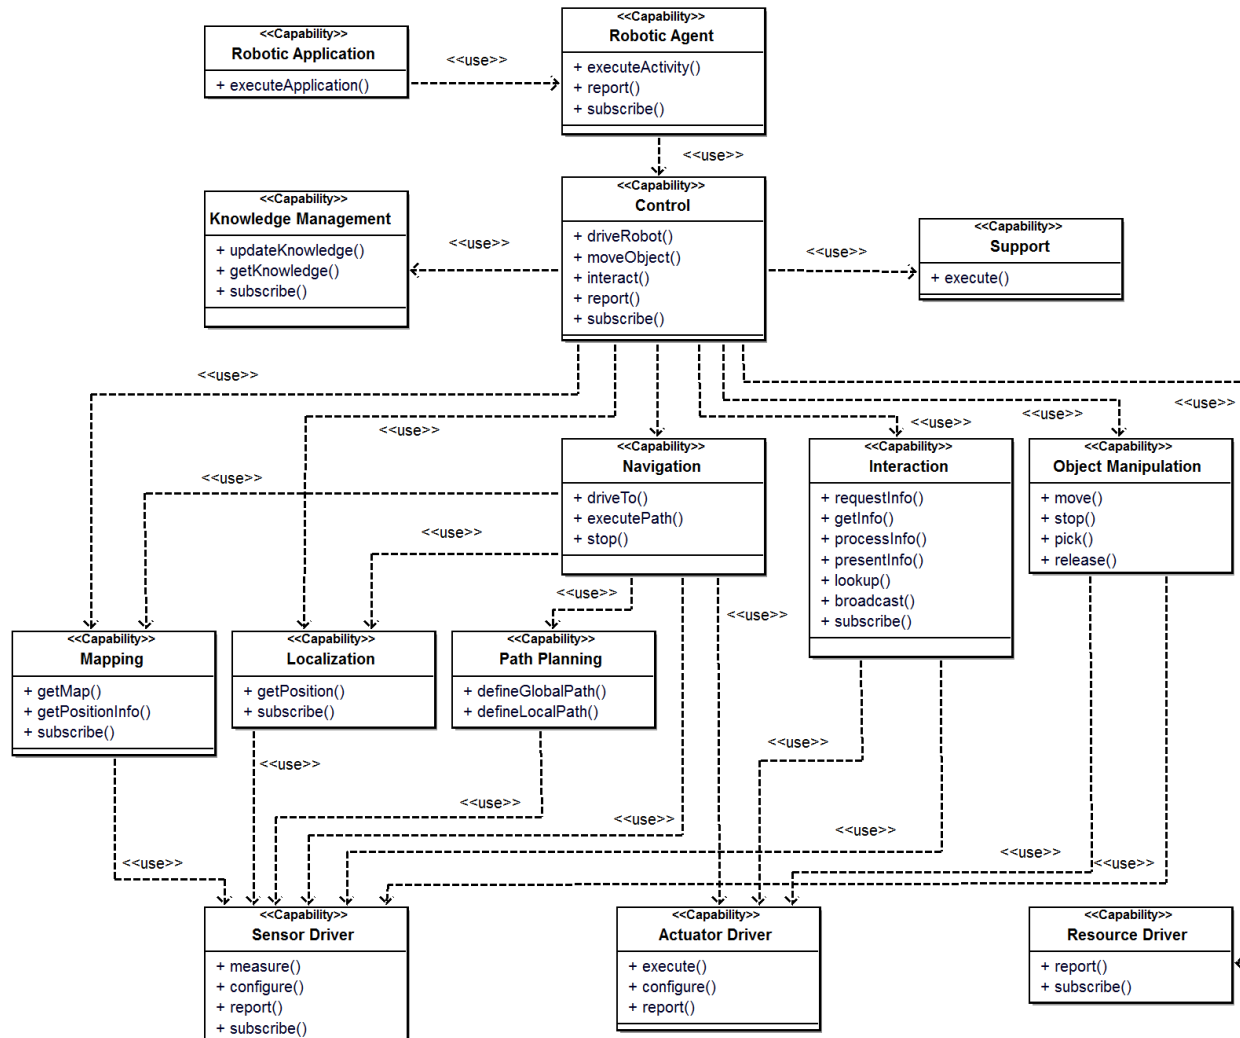 <<Capability>>
Robotic Application
+ executeApplication()
<<use>>
<<Capability>>
Robotic Agent
+ executeActivity()
+ report()
+ subscribe()
<<use>>
<<Capability>>
Knowledge Management
+ updateKnowledge()
+ getKnowledge()
+ subscribe()
<<use>>
<<Capability>>
Control
+ driveRobot()
+ moveObject()
+ interact()
+ report()
+ subscribe()
<<use>>
<<Capability>>
Support
+ execute()
<<use>>
<<use>>
<<use>>
<<use>>
<<use>>
<<Capability>>
Navigation
+ driveTo()
+ executePath()
+ stop()
<<Capability>>
Interaction
+ requestInfo()
+ getInfo()
+ processInfo()
+ presentInfo()
+ lookup()
+ broadcast()
+ subscribe()
<<Capability>>
Object Manipulation
+ move()
+ stop()
+ pick()
+ release()
<<use>>
<<use>>
<<use>>
<<use>>
<<Capability>>
Mapping
+ getMap()
+ getPositionInfo()
+ subscribe()
<<Capability>>
Localization
+ getPosition()
+ subscribe()
<<Capability>>
Path Planning
+ defineGlobalPath()
+ defineLocalPath()
<<use>>
<<use>>
<<use>>
<<use>>
<<use>>
<<use>>
<<use>>
<<use>>
<<Capability>>
Sensor Driver
+ measure()
+ configure()
+ report()
+ subscribe()
<<Capability>>
Actuator Driver
+ execute()
+ configure()
+ report()
<<Capability>>
Resource Driver
+ report()
+ subscribe()